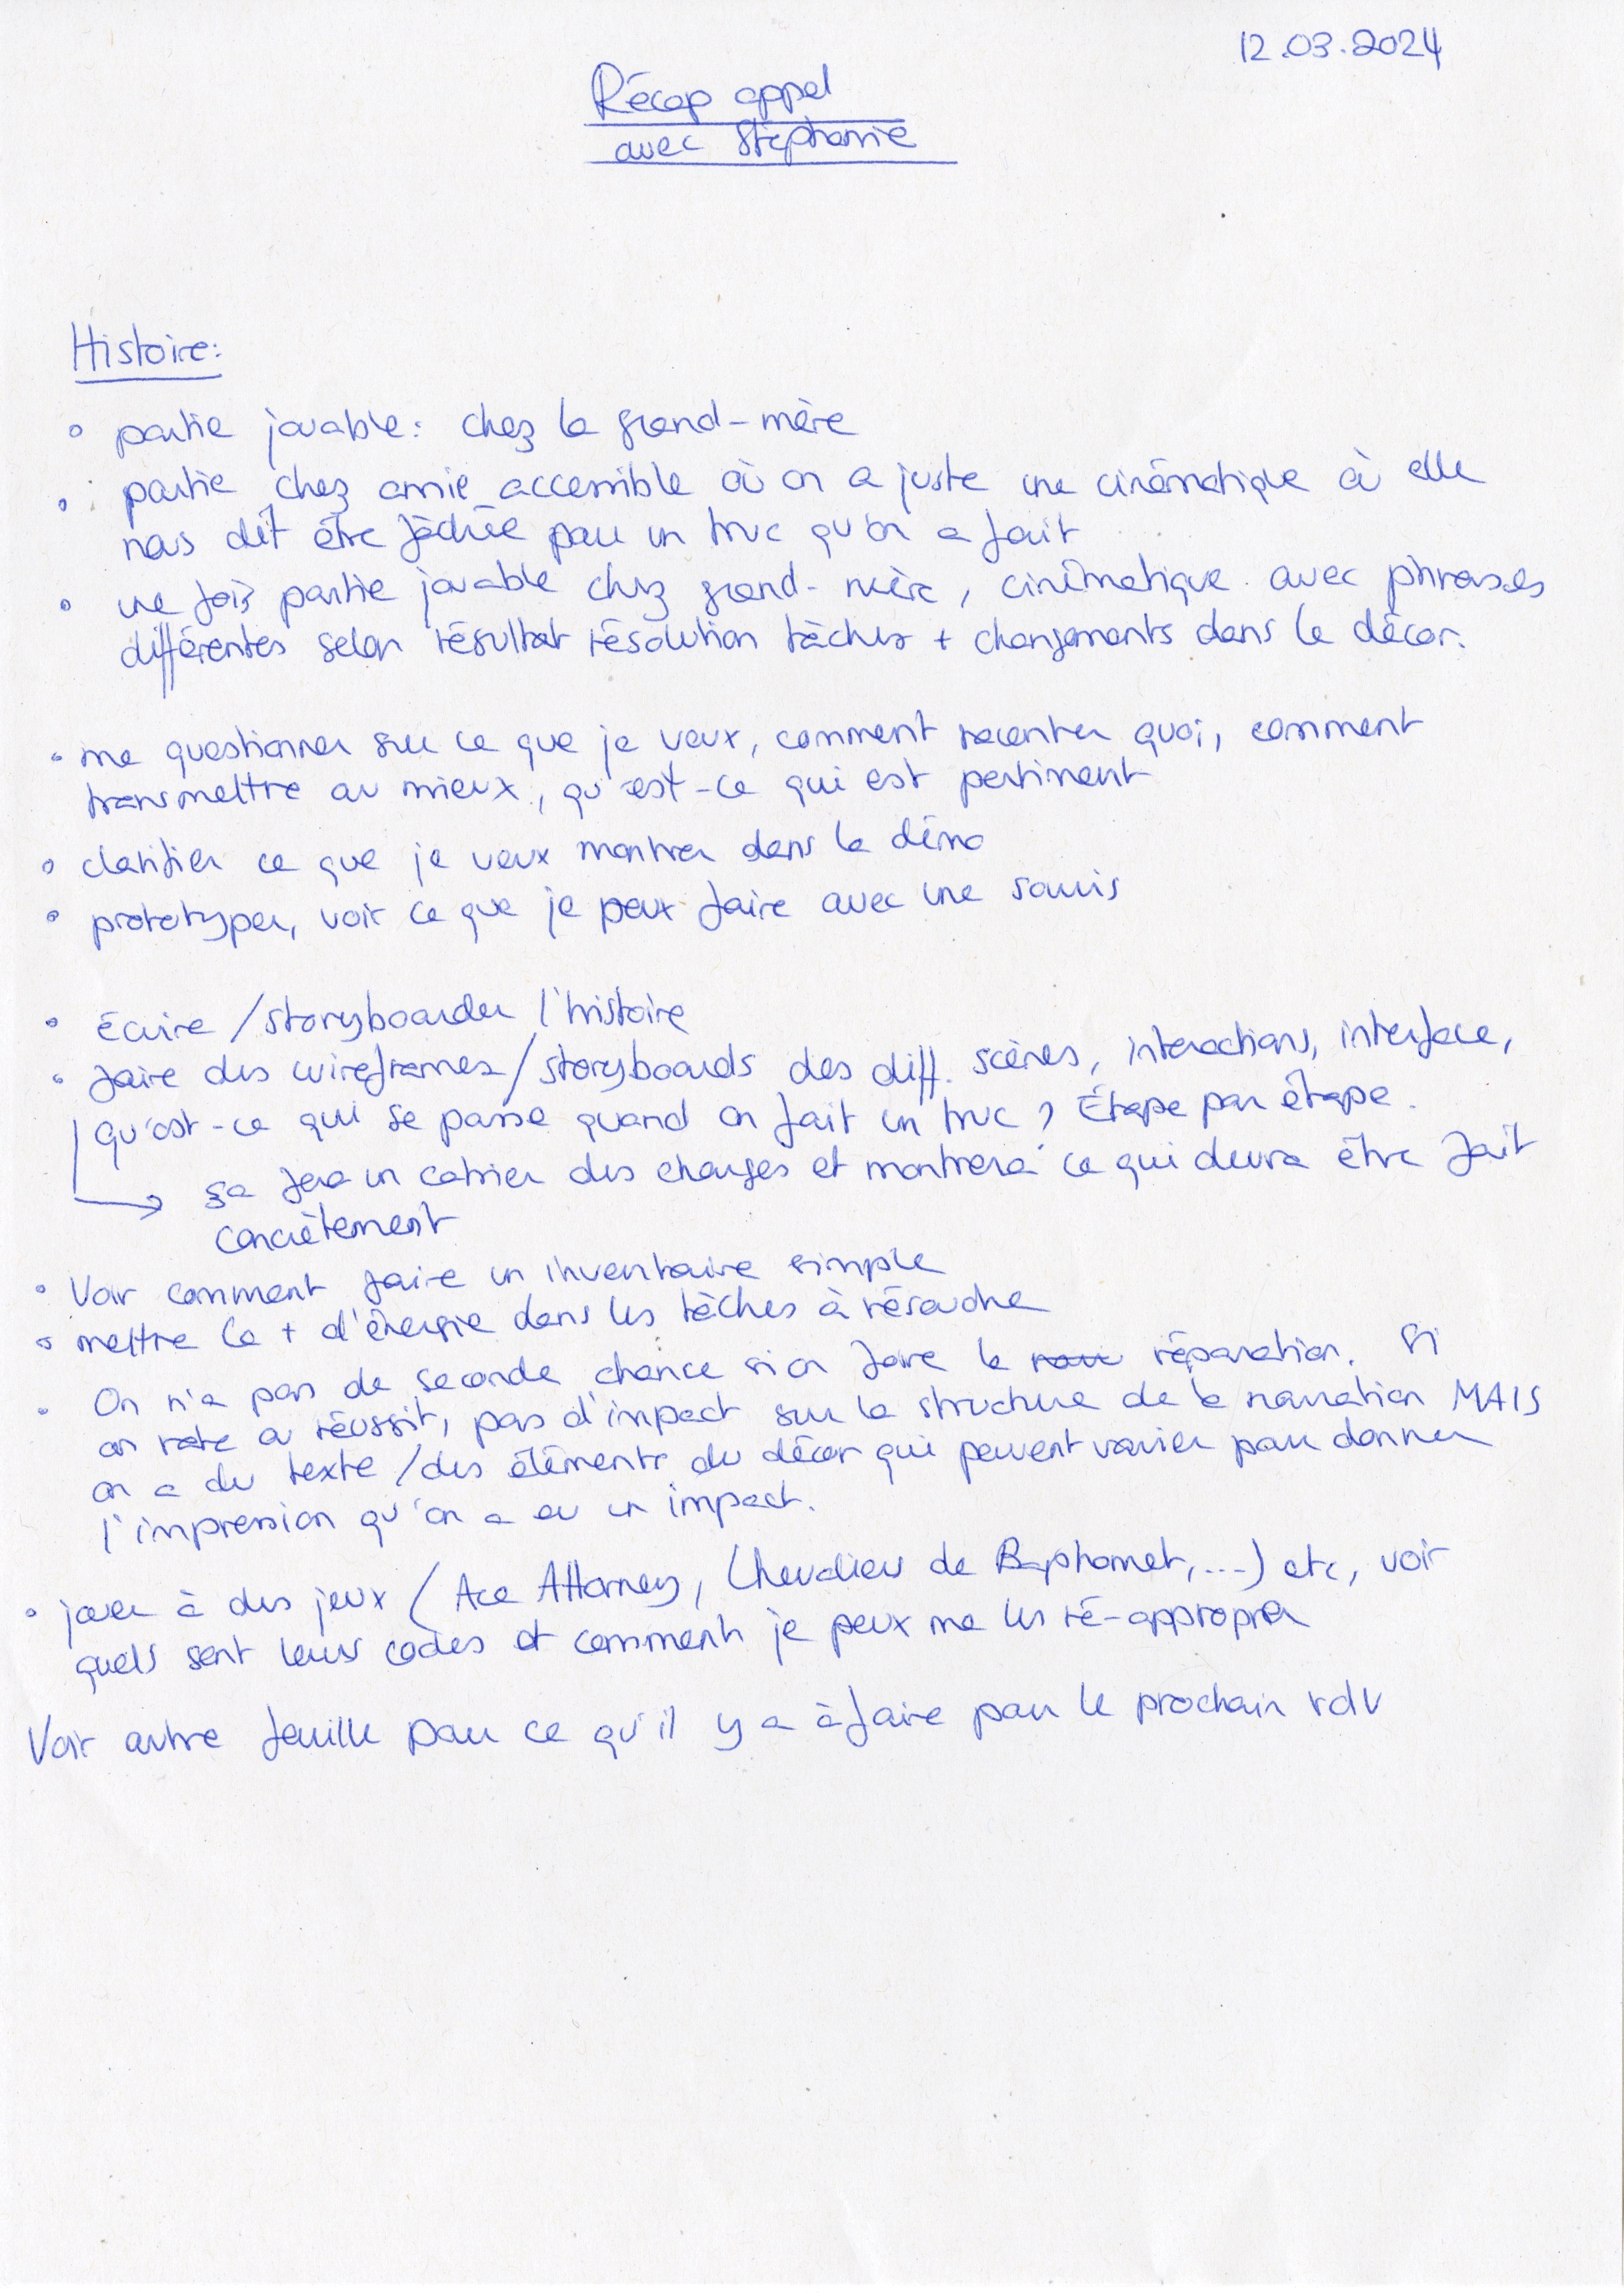 12.03.2024
Récap appel
avec Stéphanie
Histoire:
° partie jouable: chez la grand-mère
° partie chez amie accessible où on a juste une cinématique où elle
nous dit être fâchée pour un truc qu'on a fait
° une fois partie jouable chez grand-mère, cinématique avec phrases
différentes selon résultat résolution tâches + changements dans le décor.
° me questionner sur ce que je veux, comment raconter quoi, comment
transmettre au mieux, qu'est-ce qui est pertinent
° clarifier ce que je veux montrer dans la démo
° prototyper, voir ce que je peux faire avec une souris
° écrire /storyboarder l'histoire
° faire des wireframes/storyboards des diff. scènes, interactions, interface,
qu'est-ce qui se passe quand on fait un truc ? Étape par étape.
→ ça fera un cahier des charges et montrera ce qui devra être fait
concrètement
° Voir comment faire un inventaire simple
° mettre le + d'énergie dans les tâches à résoudre
° On n'a pas de seconde chance si on foire la réparation. Si
on rate ou réussit, pas d'impact sur la structure de la narration MAIS
on a du texte /des éléments du décor qui peuvent varier pour donner
l'impression qu'on a eu un impact.
° jouer à des jeux (Ace Attorney, Chevaliers de Baphomet,...) etc, voir
quels sont leurs codes et comment je peux me les ré-approprier
Voir autre feuille pour ce qu'il y a à faire pour le prochain rdv